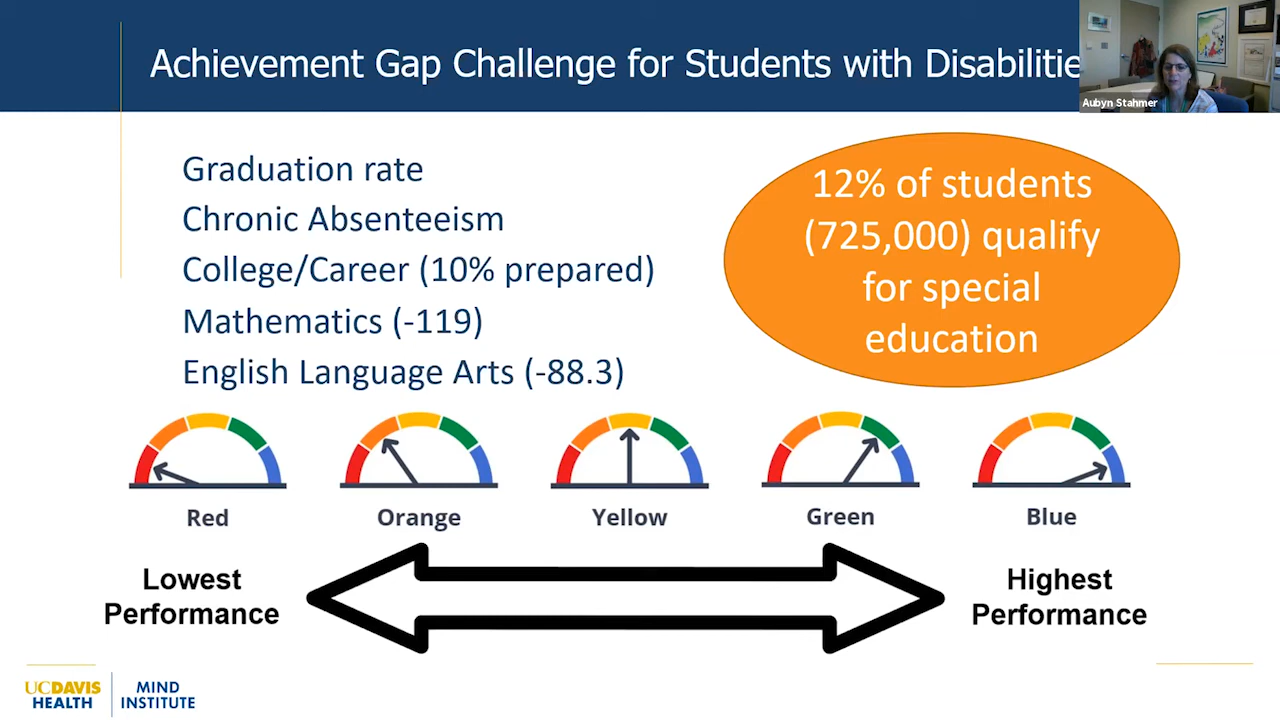 Achievement Gap Challenge for Students with Disabilitie
Aubyn Stahmer
Graduation rate
Chronic Absenteeism
College/Career (10% prepared)
Mathematics (-119)
English Language Arts (-88.3)
12% of students
(725,000) qualify
for special
education
Red
Orange
Yellow
Green
Blue
Lowest
Performance
Highest
Performance
UCDAVIS
HEALTH
MIND
INSTITUTE